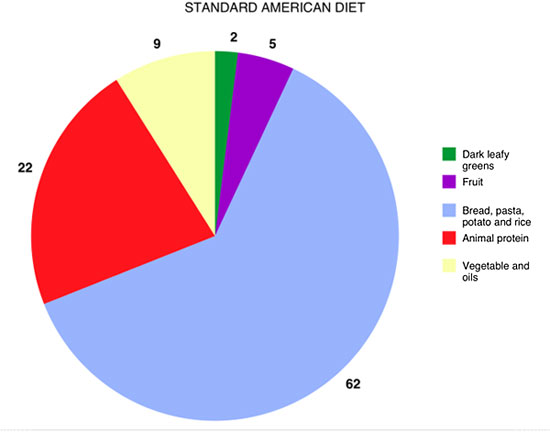 STANDARD AMERICAN DIET
2
5
9
22
62
Dark leafy
greens
Fruit
Bread, pasta,
potato and rice
Animal protein
Vegetable and
oils